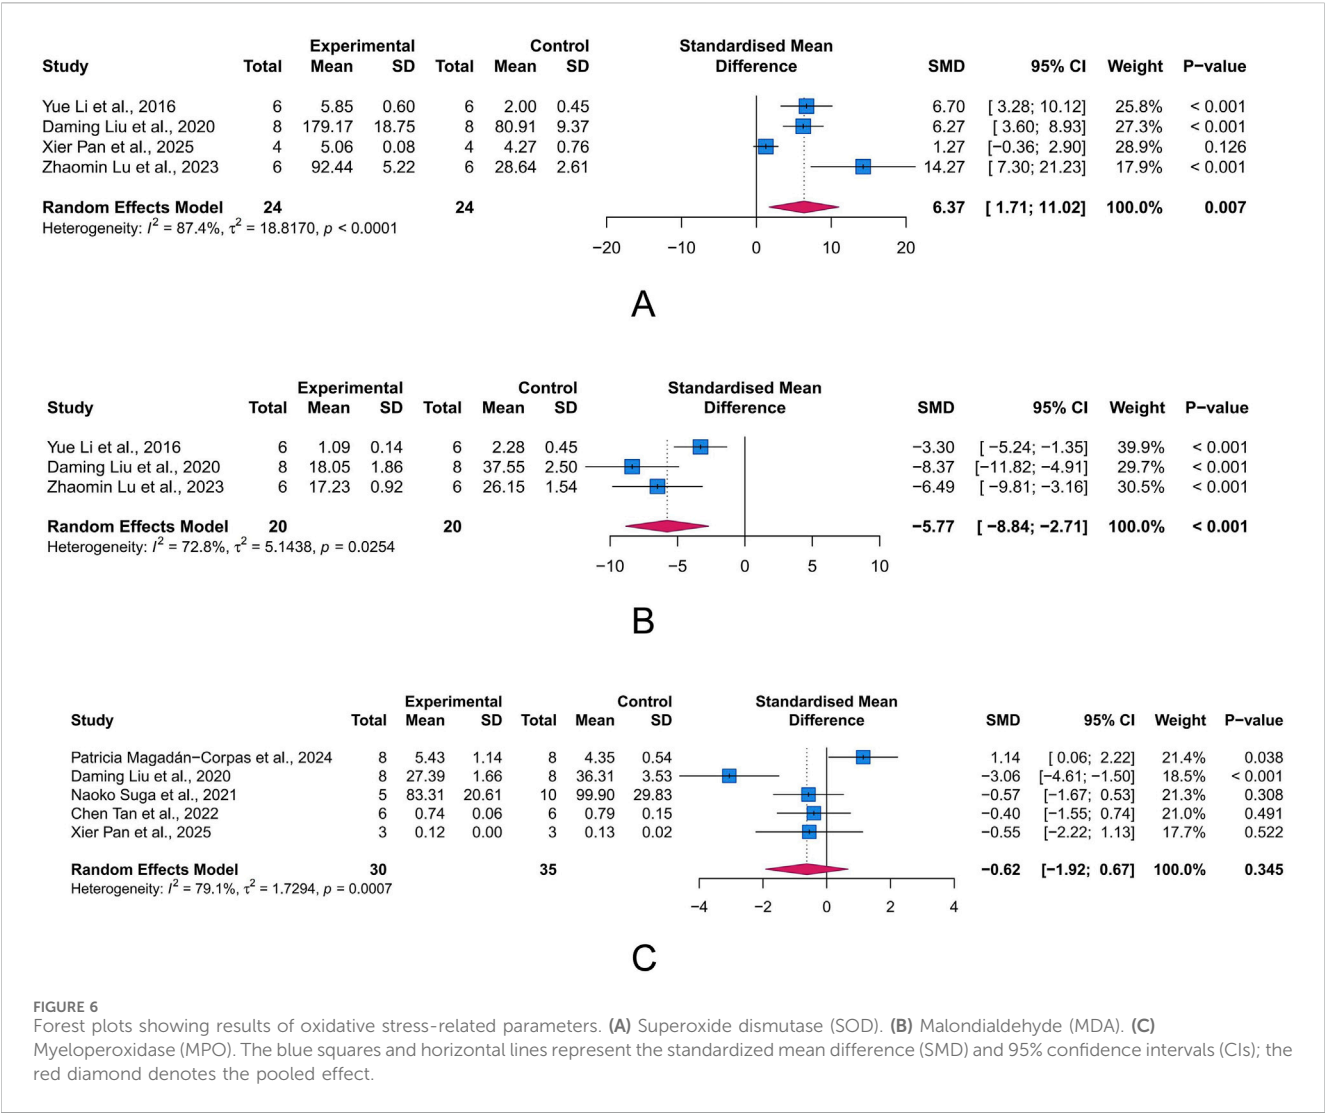 Experimental Control Standardised Mean
Study Total Mean SD Total Mean SD Difference SMD 95% CI Weight P−value
Yue Li et al., 2016 6 5.85 0.60 6 2.00 0.45 6.70 [ 3.28; 10.12] 25.8% < 0.001
Daming Liu et al., 2020 8 179.17 18.75 8 80.91 9.37 6.27 [ 3.60; 8.93] 27.3% < 0.001
Xier Pan et al., 2025 4 5.06 0.08 4 4.27 0.76 1.27 [−0.36; 2.90] 28.9% 0.126
Zhaomin Lu et al., 2023 6 92.44 5.22 6 28.64 2.61 14.27 [ 7.30; 21.23] 17.9% < 0.001
Random Effects Model 24 24 6.37 [ 1.71; 11.02] 100.0% 0.007
Heterogeneity: I² = 87.4%, τ² = 18.8170, p < 0.0001
−20 −10 0 10 20
A
Experimental Control Standardised Mean
Study Total Mean SD Total Mean SD Difference SMD 95% CI Weight P−value
Yue Li et al., 2016 6 1.09 0.14 6 2.28 0.45 −3.30 [ −5.24; −1.35] 39.9% < 0.001
Daming Liu et al., 2020 8 18.05 1.86 8 37.55 2.50 −8.37 [−11.82; −4.91] 29.7% < 0.001
Zhaomin Lu et al., 2023 6 17.23 0.92 6 26.15 1.54 −6.49 [ −9.81; −3.16] 30.5% < 0.001
Random Effects Model 20 20 −5.77 [ −8.84; −2.71] 100.0% < 0.001
Heterogeneity: I² = 72.8%, τ² = 5.1438, p = 0.0254
−10 −5 0 5 10
B
Experimental Control Standardised Mean
Study Total Mean SD Total Mean SD Difference SMD 95% CI Weight P−value
Patricia Magadán−Corpas et al., 2024 8 5.43 1.14 8 4.35 0.54 1.14 [ 0.06; 2.22] 21.4% 0.038
Daming Liu et al., 2020 8 27.39 1.66 8 36.31 3.53 −3.06 [−4.61; −1.50] 18.5% < 0.001
Naoko Suga et al., 2021 5 83.31 20.61 10 99.90 29.83 −0.57 [−1.67; 0.53] 21.3% 0.308
Chen Tan et al., 2022 6 0.74 0.06 6 0.79 0.15 −0.40 [−1.55; 0.74] 21.0% 0.491
Xier Pan et al., 2025 3 0.12 0.00 3 0.13 0.02 −0.55 [−2.22; 1.13] 17.7% 0.522
Random Effects Model 30 35 −0.62 [−1.92; 0.67] 100.0% 0.345
Heterogeneity: I² = 79.1%, τ² = 1.7294, p = 0.0007
−4 −2 0 2 4
C
FIGURE 6
Forest plots showing results of oxidative stress-related parameters. (A) Superoxide dismutase (SOD). (B) Malondialdehyde (MDA). (C)
Myeloperoxidase (MPO). The blue squares and horizontal lines represent the standardized mean difference (SMD) and 95% confidence intervals (CIs); the
red diamond denotes the pooled effect.